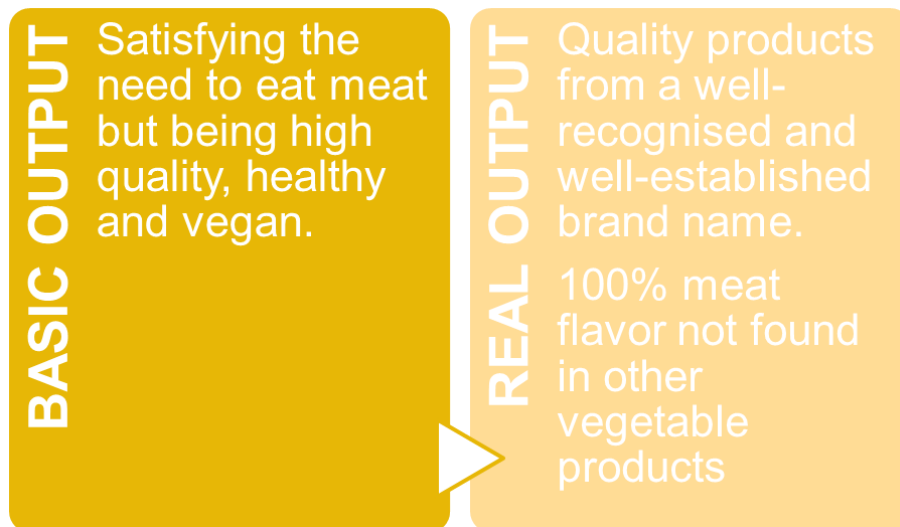 BASIC OUTPUT
Satisfying the
need to eat meat
but being high
quality, healthy
and vegan.
REAL OUTPUT
Quality products
from a well-
recognised and
well-established
brand name.
100% meat
flavor not found
in other
vegetable
products